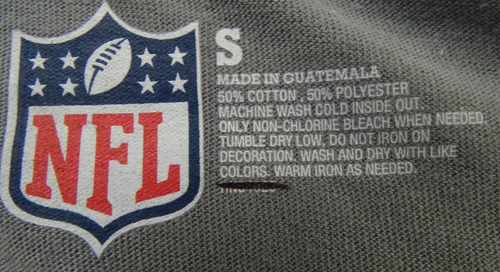 NFL
S
MADE IN GUATEMALA
50% COTTON , 50% POLYESTER
MACHINE WASH COLD INSIDE OUT.
ONLY NON-CHLORINE BLEACH WHEN NEEDED,
TUMBLE DRY LOW, DO NOT IRON ON
DECORATION. WASH AND DRY WITH LIKE
COLORS. WARM IRON AS NEEDED.